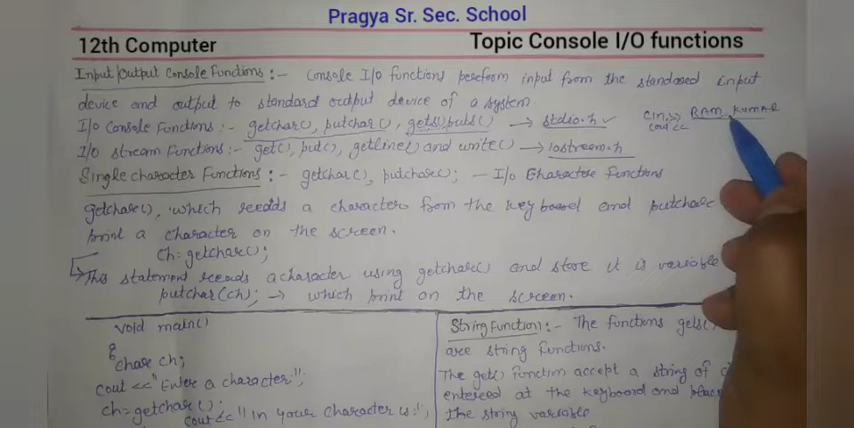 Pragya Sr. Sec. School
12th Computer
Topic Console I/O functions
Input/Output Console Functions :- Console I/O functions perform input from the standared input
device and output to standard output device of a system
I/o Console Functions :- getchar(), putchar(), gets() puts() → stdio.h ✓
cin>> RAM KUMAR
cout<<
I/o Stream Functions :- get(), put(), getline() and write() → iostream.h
Single character Functions :- getchar(), putchar(); - I/o Character functions
getchar(), which reads a character from the keyboard and putchar
print a character on the screen.
ch=getchar();
This statement reads a character using getchar() and store it is variable
putchar(ch); → which print on the screen.
void main()
{
char ch;
cout <<"Enter a character";
ch=getchar();
cout<<"In your character is:";
String Function :- The functions gets(
are string functions.
The gets() function accept a string of
entered at the keyboard and place
the string variable